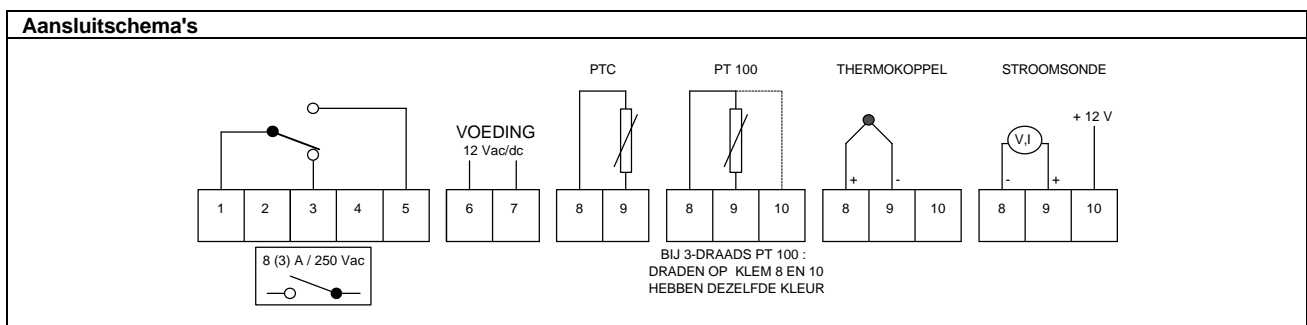 Aansluitschema's
PTC
PT 100
THERMOKOPPEL
STROOMSONDE
VOEDING
12 Vac/dc
+ 12 V
V,I
+ -
- +
1 2 3 4 5
6 7
8 9
8 9 10
8 9 10
8 9 10
8 (3) A / 250 Vac
BIJ 3-DRAADS PT 100 :
DRADEN OP KLEM 8 EN 10
HEBBEN DEZELFDE KLEUR